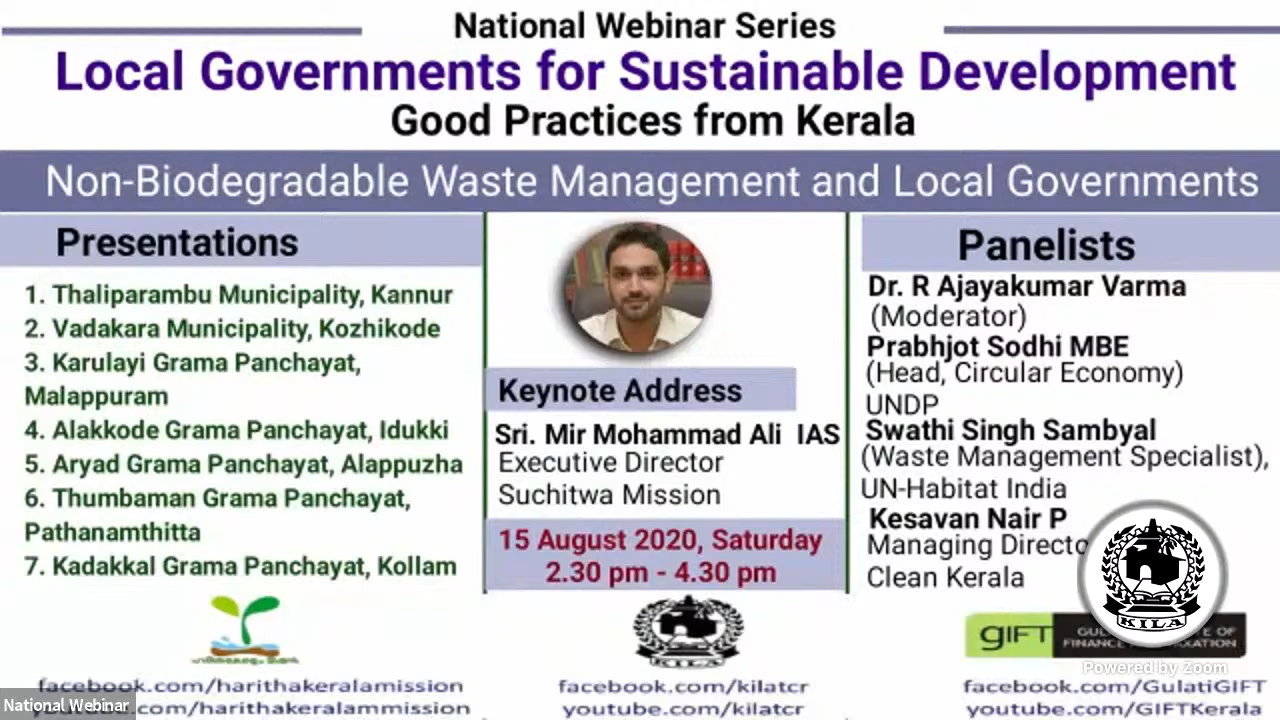 National Webinar Series
Local Governments for Sustainable Development
Good Practices from Kerala
Non-Biodegradable Waste Management and Local Governments
Presentations
1. Thaliparambu Municipality, Kannur
2. Vadakara Municipality, Kozhikode
3. Karulayi Grama Panchayat,
Malappuram
4. Alakkode Grama Panchayat, Idukki
5. Aryad Grama Panchayat, Alappuzha
6. Thumbaman Grama Panchayat,
Pathanamthitta
7. Kadakkal Grama Panchayat, Kollam
Keynote Address
Sri. Mir Mohammad Ali IAS
Executive Director
Suchitwa Mission
15 August 2020, Saturday
2.30 pm - 4.30 pm
Panelists
Dr. R Ajayakumar Varma
(Moderator)
Prabhjot Sodhi MBE
(Head, Circular Economy)
UNDP
Swathi Singh Sambyal
(Waste Management Specialist),
UN-Habitat India
Kesavan Nair P
Managing Directo
Clean Kerala
KILA
KILA
GIFT
Powered by Zoom
facebook.com/harithakeralamission
youtube.com/harithakeralammission
facebook.com/kilatcr
youtube.com/kilatcr
facebook.com/GulatiGIFT
youtube.com/GIFTKerala
National Webinar